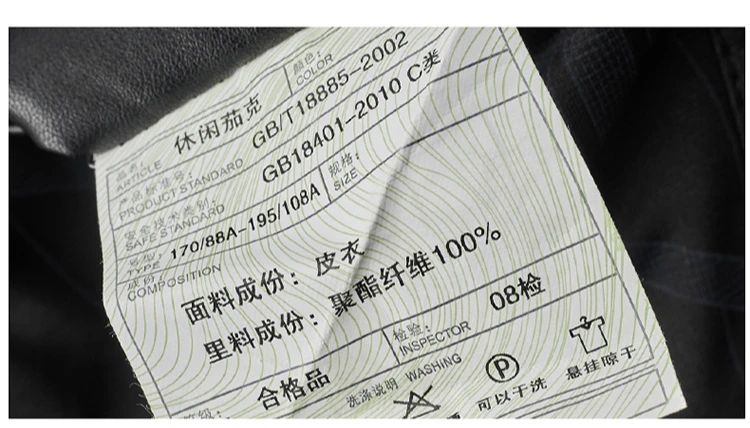 品名: 休闲茄克 颜色:
ARTICLE COLOR
产品标准号: GB/T18885-2002
PRODUCT STANDARD
安全技术类别: GB18401-2010 C类
SAFE STANDARD
号型: 170/88A-195/108A 规格:
TYPE SIZE
成份:
COMPOSITION
面料成份: 皮衣
里料成份: 聚酯纤维100%
等级: 合格品 检验: 08检
INSPECTOR
洗涤说明 WASHING
P
可以干洗 悬挂晾干